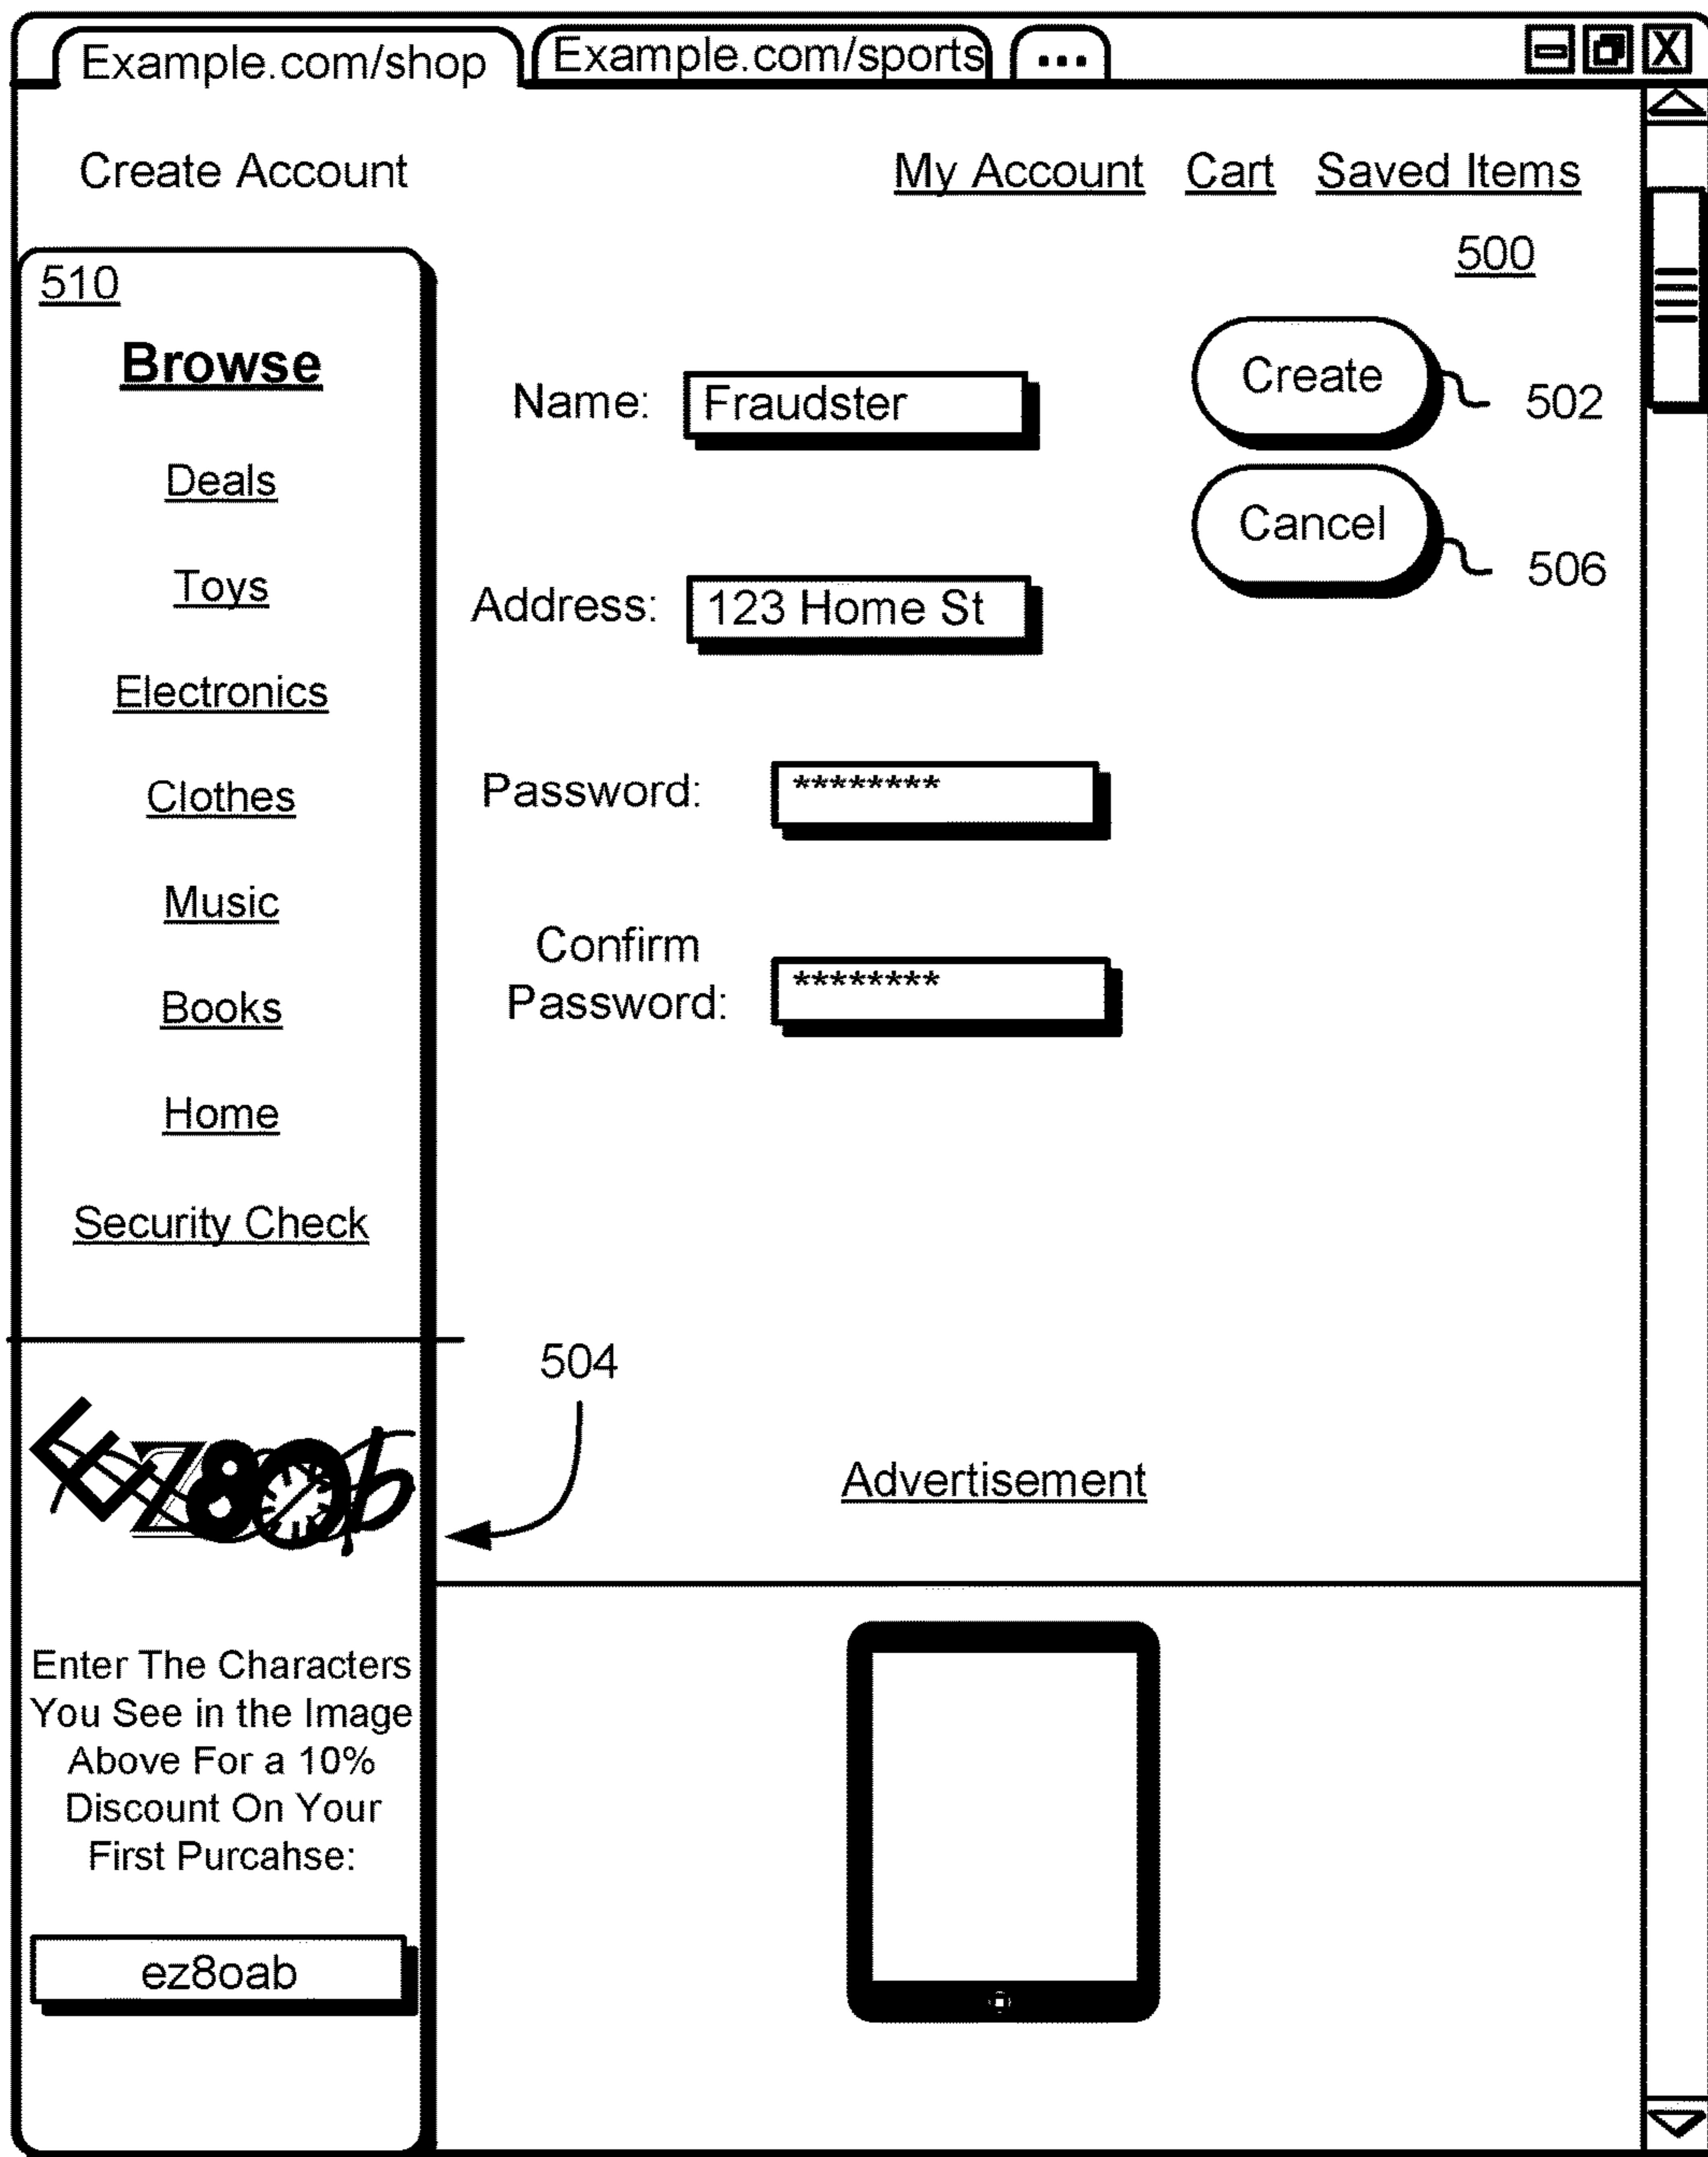 Example.com/shop
Example.com/sports
...
X
Create Account
My Account
Cart
Saved Items
500
510
Browse
Deals
Toys
Electronics
Clothes
Music
Books
Home
Security Check
Name:
Fraudster
Address:
123 Home St
Password:
********
Confirm
Password:
********
Create
502
Cancel
506
504
Ez8Ob
Enter The Characters
You See in the Image
Above For a 10%
Discount On Your
First Purcahse:
ez8oab
Advertisement